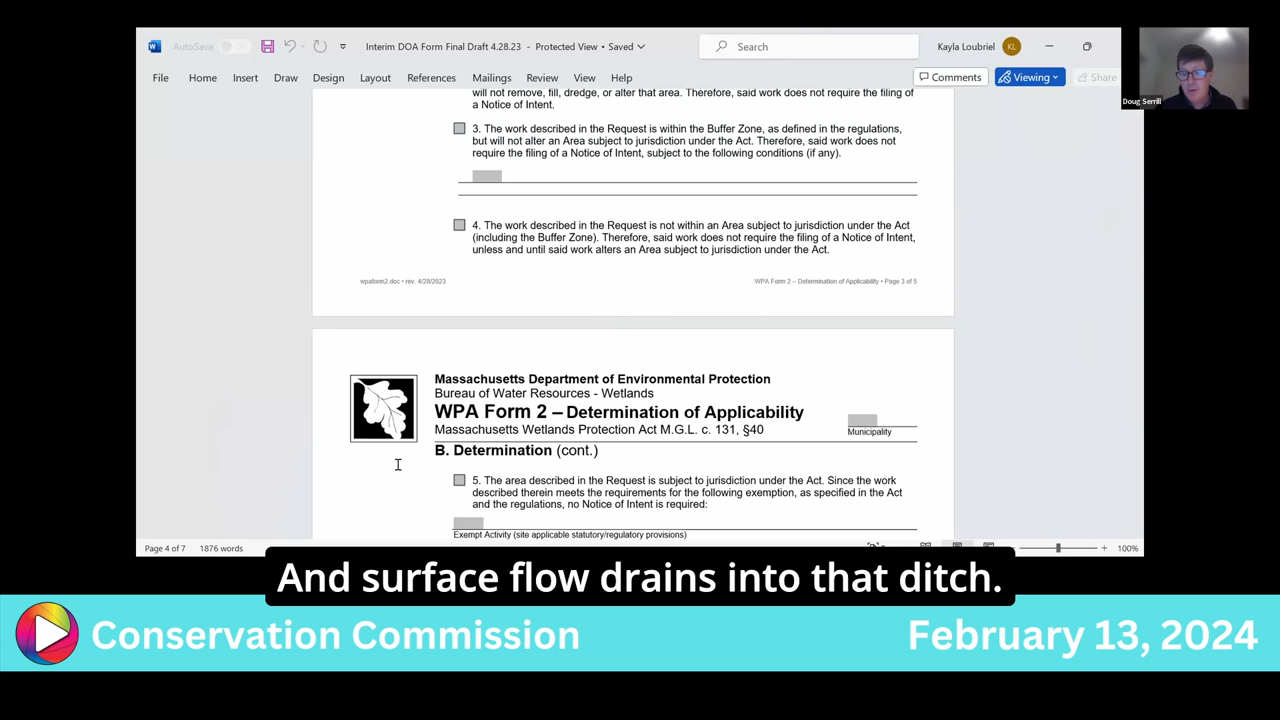 AutoSave
Interim DOA Form Final Draft 4.28.23 - Protected View • Saved
Search
Kayla Loubriel
KL
File
Home
Insert
Draw
Design
Layout
References
Mailings
Review
View
Help
Comments
Viewing
Share
Doug Serrill
will not remove, fill, dredge, or alter that area. Therefore, said work does not require the filing of
a Notice of Intent.
3. The work described in the Request is within the Buffer Zone, as defined in the regulations,
but will not alter an Area subject to jurisdiction under the Act. Therefore, said work does not
require the filing of a Notice of Intent, subject to the following conditions (if any).
4. The work described in the Request is not within an Area subject to jurisdiction under the Act
(including the Buffer Zone). Therefore, said work does not require the filing of a Notice of Intent,
unless and until said work alters an Area subject to jurisdiction under the Act.
wpaform2.doc • rev. 4/28/2023
WPA Form 2 – Determination of Applicability • Page 3 of 5
Massachusetts Department of Environmental Protection
Bureau of Water Resources - Wetlands
WPA Form 2 – Determination of Applicability
Massachusetts Wetlands Protection Act M.G.L. c. 131, §40
Municipality
B. Determination (cont.)
5. The area described in the Request is subject to jurisdiction under the Act. Since the work
described therein meets the requirements for the following exemption, as specified in the Act
and the regulations, no Notice of Intent is required:
Exempt Activity (site applicable statutory/regulatory provisions)
Page 4 of 7
1876 words
100%
And surface flow drains into that ditch.
Conservation Commission
February 13, 2024